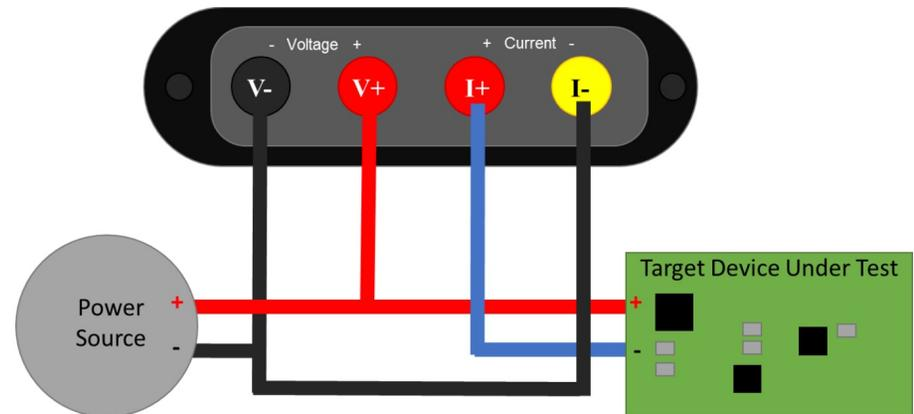 - Voltage + + Current -
V- V+ I+ I-
Target Device Under Test
Power + +
Source
- -